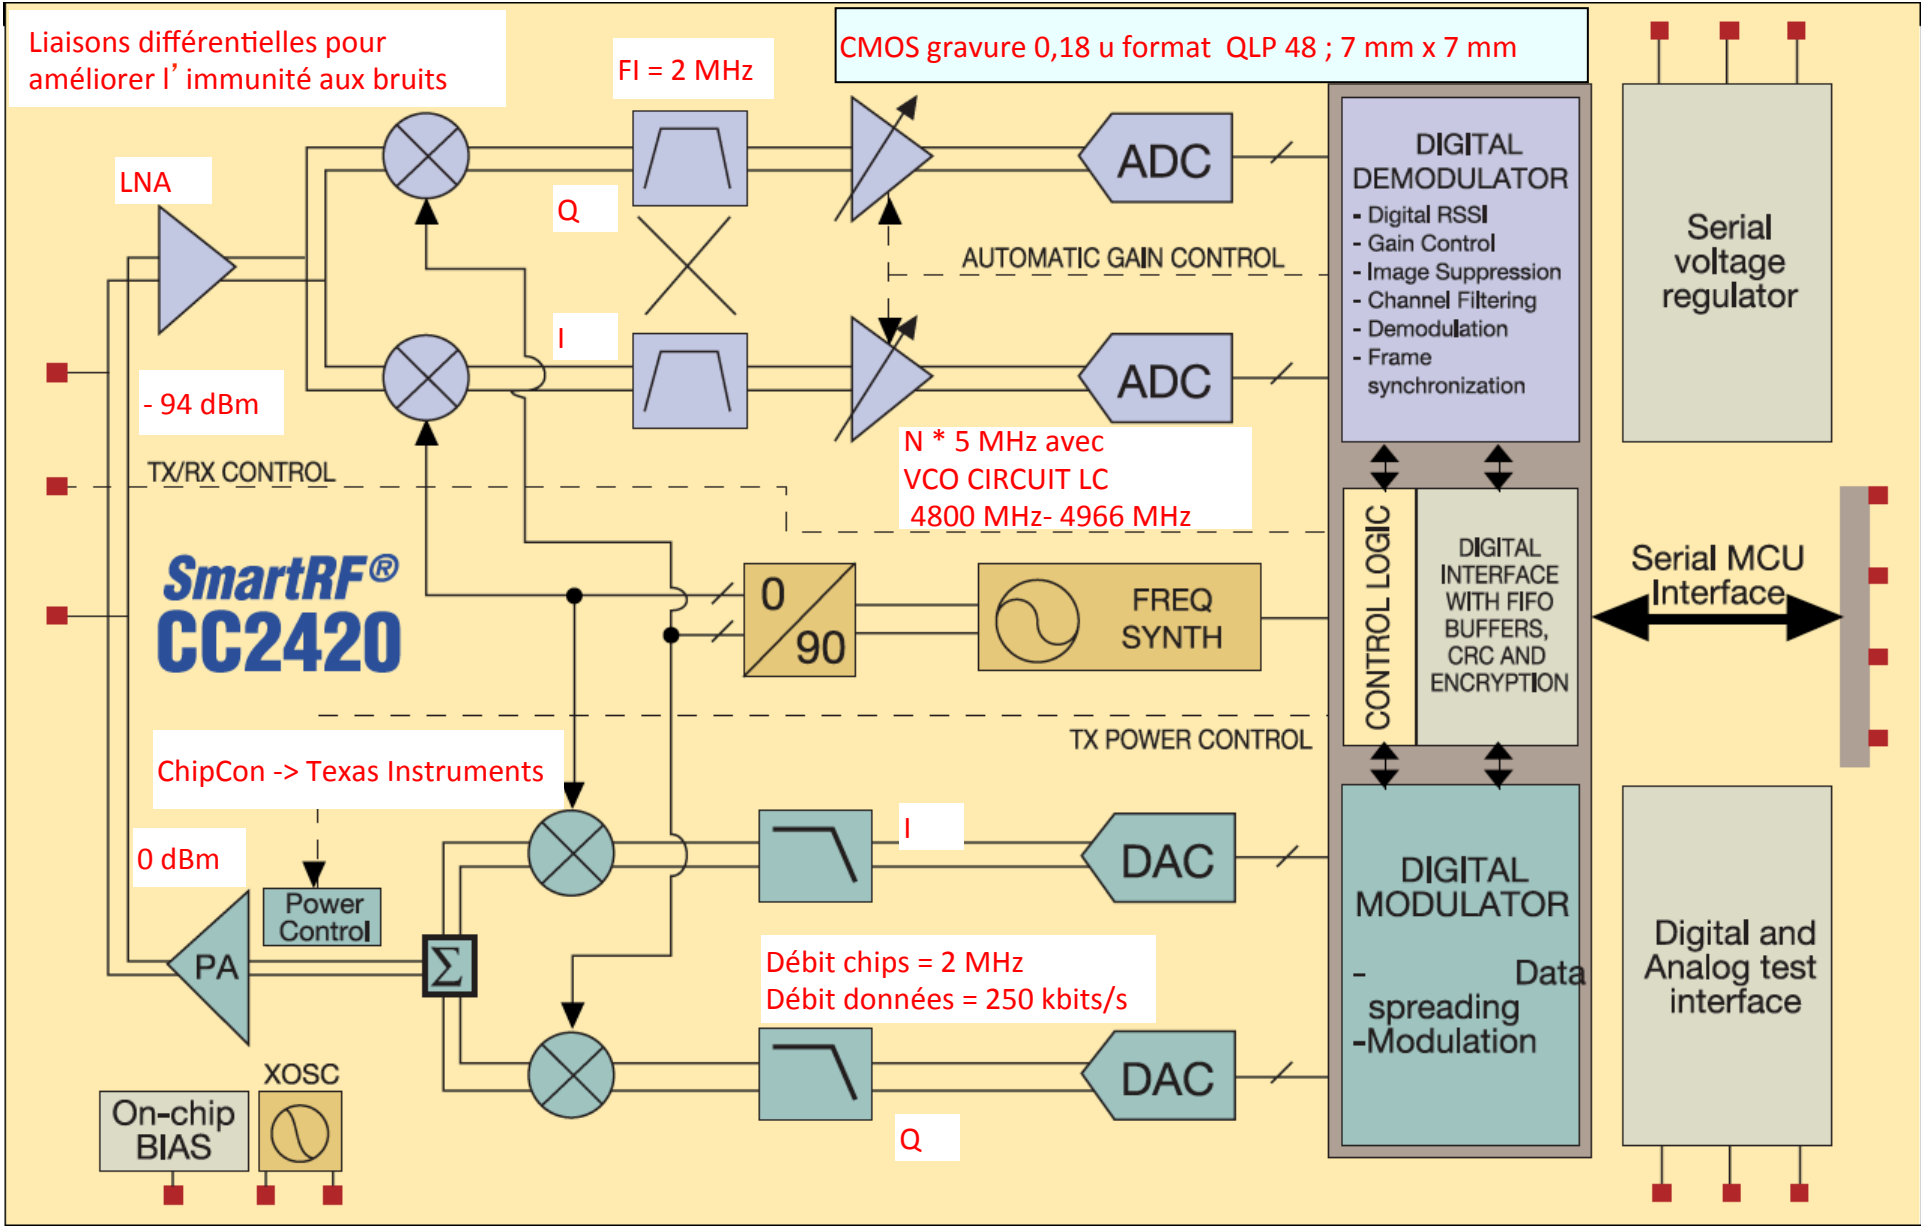 Liaisons différentielles pour
améliorer l’ immunité aux bruits
FI = 2 MHz
CMOS gravure 0,18 u format QLP 48 ; 7 mm x 7 mm
LNA
Q
ADC
DIGITAL
DEMODULATOR
- Digital RSSI
- Gain Control
- Image Suppression
- Channel Filtering
- Demodulation
- Frame
synchronization
Serial
voltage
regulator
AUTOMATIC GAIN CONTROL
I
ADC
- 94 dBm
TX/RX CONTROL
N * 5 MHz avec
VCO CIRCUIT LC
4800 MHz- 4966 MHz
SmartRF®
CC2420
0
90
FREQ
SYNTH
CONTROL LOGIC
DIGITAL
INTERFACE
WITH FIFO
BUFFERS,
CRC AND
ENCRYPTION
Serial MCU
Interface
TX POWER CONTROL
ChipCon -> Texas Instruments
0 dBm
Power
Control
PA
Σ
I
DAC
DIGITAL
MODULATOR
- Data
spreading
-Modulation
Digital and
Analog test
interface
Débit chips = 2 MHz
Débit données = 250 kbits/s
DAC
Q
XOSC
On-chip
BIAS